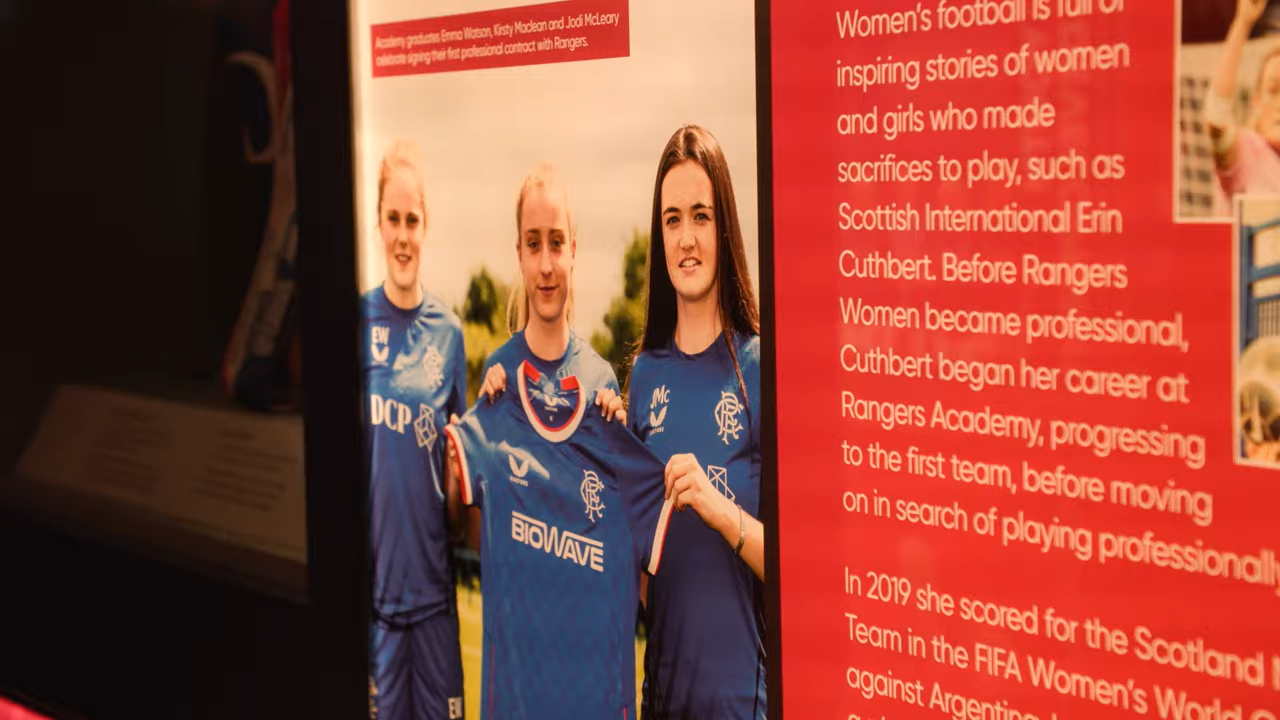 Academy graduates Emma Watson, Kirsty Maclean and Jodi McLeary
celebrate signing their first professional contract with Rangers.
EW
DCP
EW
BIOWAVE
JMc
CASTORE
CASTORE
Women's football is full of
inspiring stories of women
and girls who made
sacrifices to play, such as
Scottish International Erin
Cuthbert. Before Rangers
Women became professional,
Cuthbert began her career at
Rangers Academy, progressing
to the first team, before moving
on in search of playing professionally
In 2019 she scored for the Scotland
Team in the FIFA Women's World
against